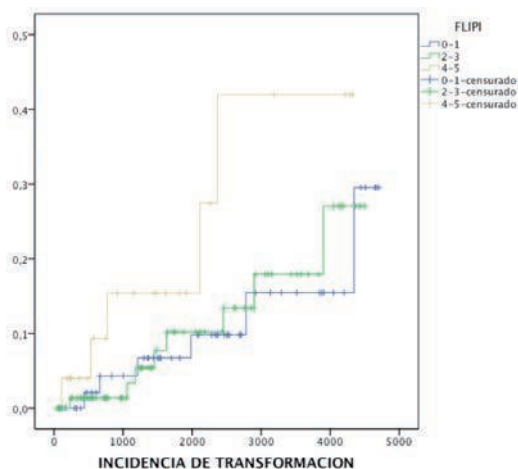 FLIPI
0-1
2-3
4-5
0-1-censurado
2-3-censurado
4-5-censurado
0,5
0,4
0,3
0,2
0,1
0,0
0 1000 2000 3000 4000 5000
INCIDENCIA DE TRANSFORMACION